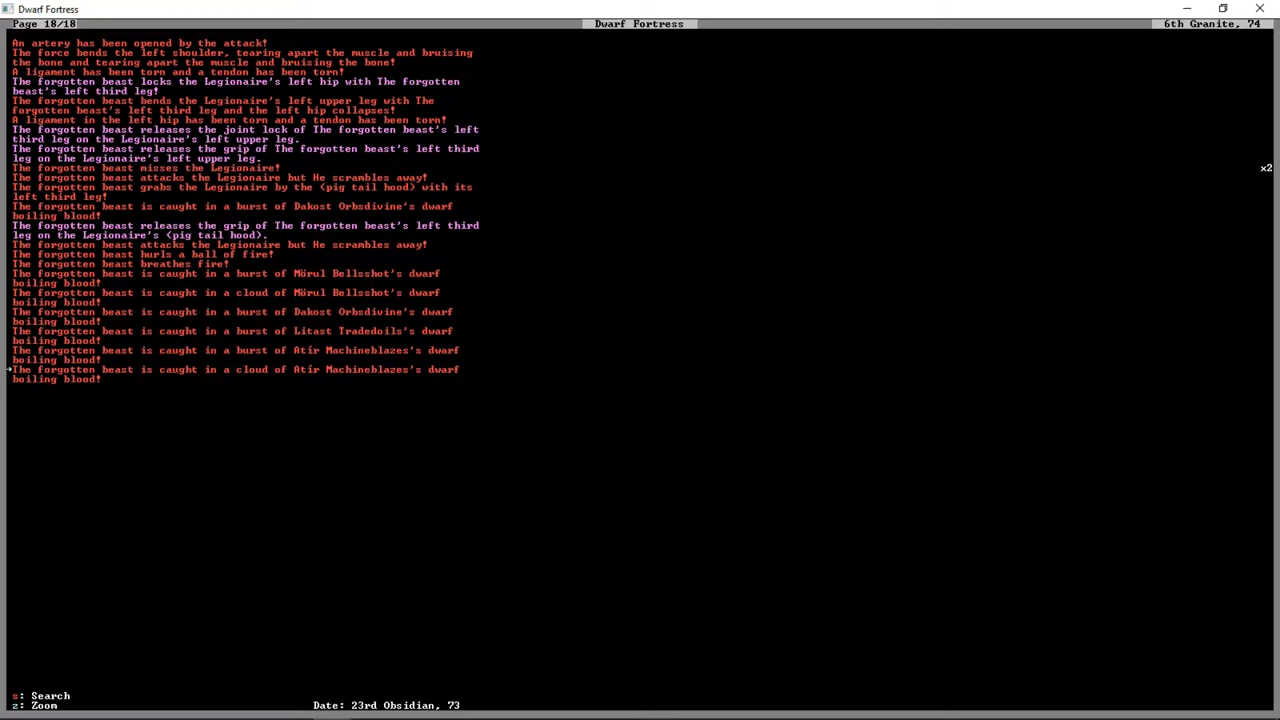 Dwarf Fortress
Page 18/18
Dwarf Fortress
6th Granite, 74
An artery has been opened by the attack!
The force bends the left shoulder, tearing apart the muscle and bruising
the bone and tearing apart the muscle and bruising the bone!
A ligament has been torn and a tendon has been torn!
The forgotten beast locks the Legionaire's left hip with The forgotten
beast's left third leg!
The forgotten beast bends the Legionaire's left upper leg with The
forgotten beast's left third leg and the left hip collapses!
A ligament in the left hip has been torn and a tendon has been torn!
The forgotten beast releases the joint lock of The forgotten beast's left
third leg on the Legionaire's left upper leg.
The forgotten beast releases the grip of The forgotten beast's left third
leg on the Legionaire's left upper leg.
The forgotten beast misses the Legionaire!
x2
The forgotten beast attacks the Legionaire but He scrambles away!
The forgotten beast grabs the Legionaire by the (pig tail hood) with its
left third leg!
The forgotten beast is caught in a burst of Dakost Orbsdivine's dwarf
boiling blood!
The forgotten beast releases the grip of The forgotten beast's left third
leg on the Legionaire's (pig tail hood).
The forgotten beast attacks the Legionaire but He scrambles away!
The forgotten beast hurls a ball of fire!
The forgotten beast breathes fire!
The forgotten beast is caught in a burst of Mörul Bellsshot's dwarf
boiling blood!
The forgotten beast is caught in a cloud of Mörul Bellsshot's dwarf
boiling blood!
The forgotten beast is caught in a burst of Dakost Orbsdivine's dwarf
boiling blood!
The forgotten beast is caught in a burst of Litast Tradedoils's dwarf
boiling blood!
The forgotten beast is caught in a burst of Atír Machineblazes's dwarf
boiling blood!
→The forgotten beast is caught in a cloud of Atír Machineblazes's dwarf
boiling blood!
s: Search
z: Zoom
Date: 23rd Obsidian, 73